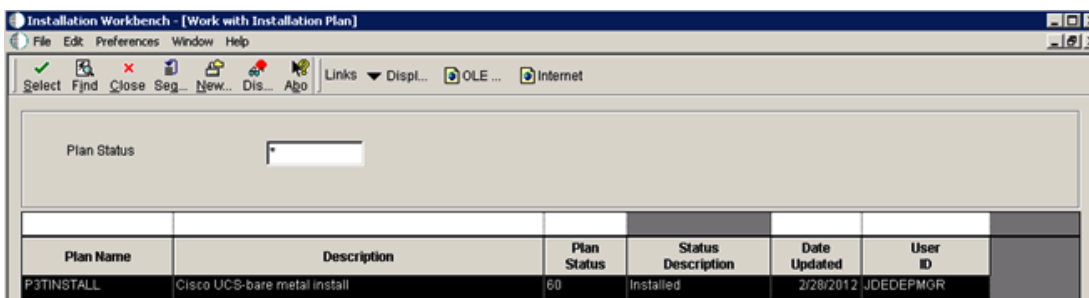 Installation Workbench - [Work with Installation Plan]
File Edit Preferences Window Help
Select Find Close Seg... New... Dis... Abo Links Displ... OLE ... Internet
Plan Status *
Plan Name Description Plan Status Status Description Date Updated User ID
P3TINSTALL Cisco UCS-bare metal install 60 Installed 2/28/2012 JDEDEPMGR